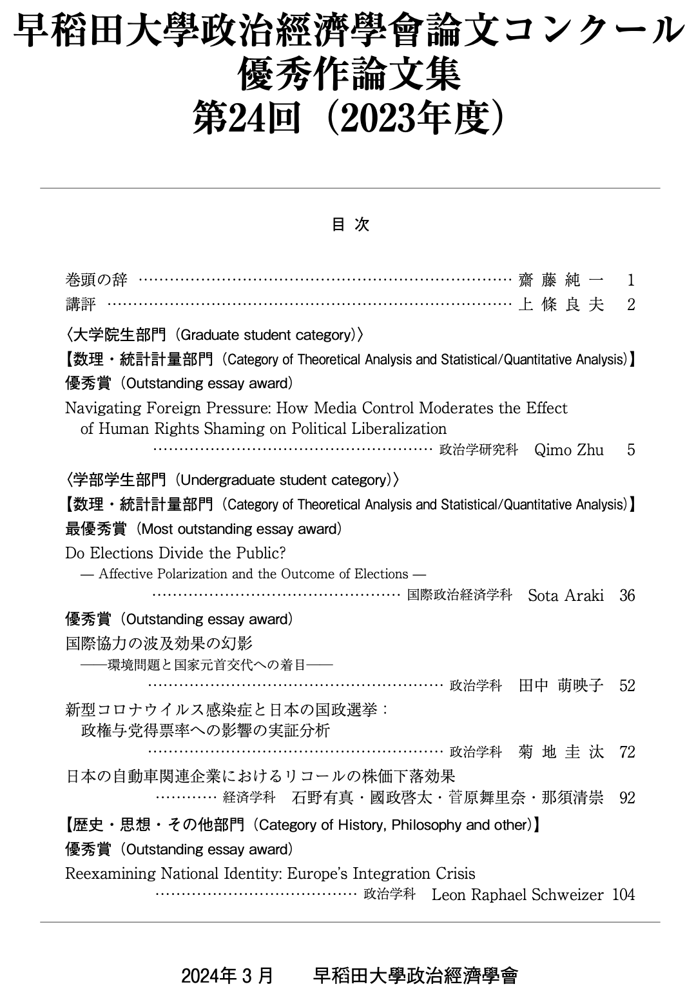 早稲田大學政治經濟學會論文コンクール
優秀作論文集
第24回（2023年度）
目 次
巻頭の辞 …………………………………………………………… 齋 藤 純 一 1
講評 ………………………………………………………………… 上 條 良 夫 2
〈大学院生部門（Graduate student category）〉
【数理・統計計量部門（Category of Theoretical Analysis and Statistical/Quantitative Analysis）】
優秀賞（Outstanding essay award）
Navigating Foreign Pressure: How Media Control Moderates the Effect
of Human Rights Shaming on Political Liberalization
……………………………………………… 政治学研究科 Qimo Zhu 5
〈学部学生部門（Undergraduate student category）〉
【数理・統計計量部門（Category of Theoretical Analysis and Statistical/Quantitative Analysis）】
最優秀賞（Most outstanding essay award）
Do Elections Divide the Public?
— Affective Polarization and the Outcome of Elections —
………………………………………… 国際政治経済学科 Sota Araki 36
優秀賞（Outstanding essay award）
国際協力の波及効果の幻影
――環境問題と国家元首交代への着目――
………………………………………………… 政治学科 田中 萌映子 52
新型コロナウイルス感染症と日本の国政選挙：
政権与党得票率への影響の実証分析
………………………………………………… 政治学科 菊 地 圭 汰 72
日本の自動車関連企業におけるリコールの株価下落効果
………… 経済学科 石野有真・國政啓太・菅原舞里奈・那須清崇 92
【歴史・思想・その他部門（Category of History, Philosophy and other）】
優秀賞（Outstanding essay award）
Reexamining National Identity: Europe’s Integration Crisis
………………………………… 政治学科 Leon Raphael Schweizer 104
2024年 3 月 早稲田大學政治經濟學會